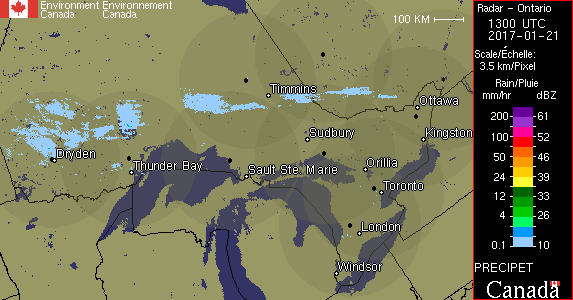 Environment Environnement
Canada Canada
100 KM
Timmins
Ottawa
Sudbury
Kingston
Dryden
Thunder Bay
Sault Ste. Marie
Orillia
Toronto
London
Windsor
Radar - Ontario
1300 UTC
2017-01-21
Scale/Échelle:
3.5 km/Pixel
Rain/Pluie
mm/hr dBZ
200 61
100 52
50 46
24 39
12 33
4 26
0.1 10
PRECIPET
Canada